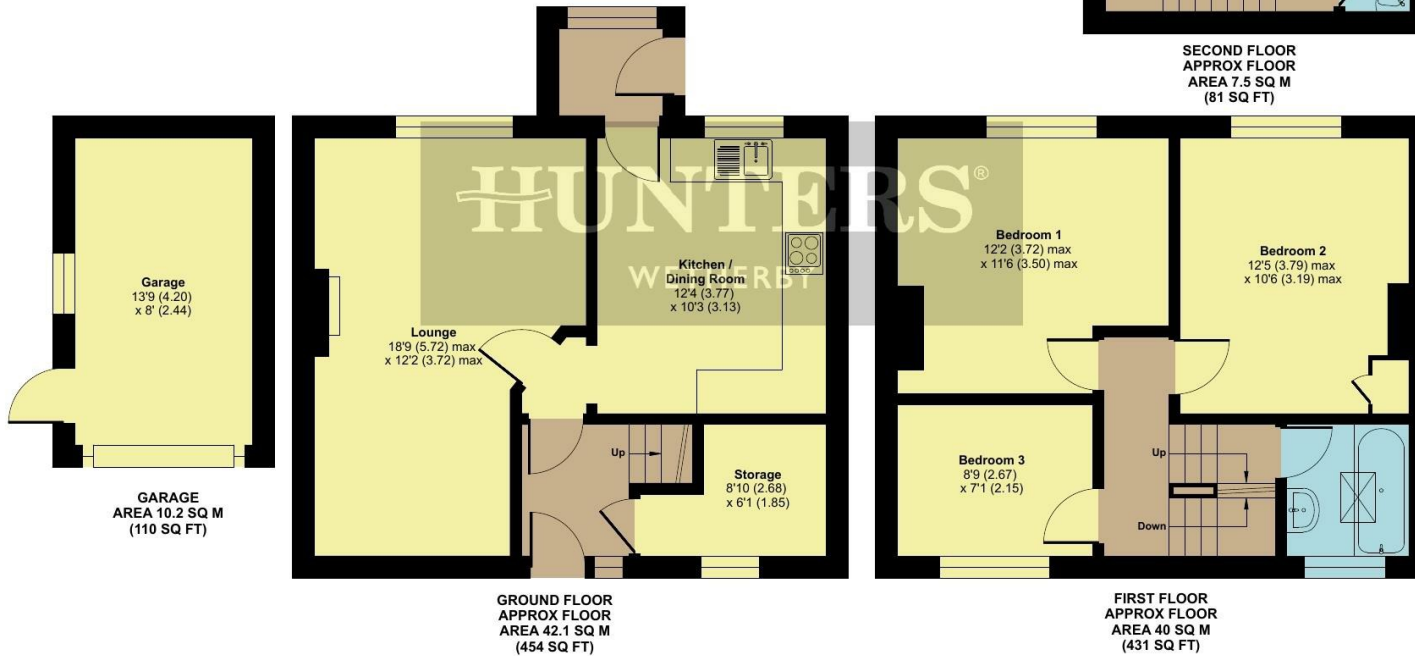 SECOND FLOOR
APPROX FLOOR
AREA 7.5 SQ M
(81 SQ FT)
HUNTERS®
WETHERBY
Garage
13'9 (4.20)
x 8' (2.44)
Lounge
18'9 (5.72) max
x 12'2 (3.72) max
Kitchen /
Dining Room
12'4 (3.77)
x 10'3 (3.13)
Up
Storage
8'10 (2.68)
x 6'1 (1.85)
Bedroom 1
12'2 (3.72) max
x 11'6 (3.50) max
Bedroom 2
12'5 (3.79) max
x 10'6 (3.19) max
Bedroom 3
8'9 (2.67)
x 7'1 (2.15)
Up
Down
GARAGE
AREA 10.2 SQ M
(110 SQ FT)
GROUND FLOOR
APPROX FLOOR
AREA 42.1 SQ M
(454 SQ FT)
FIRST FLOOR
APPROX FLOOR
AREA 40 SQ M
(431 SQ FT)